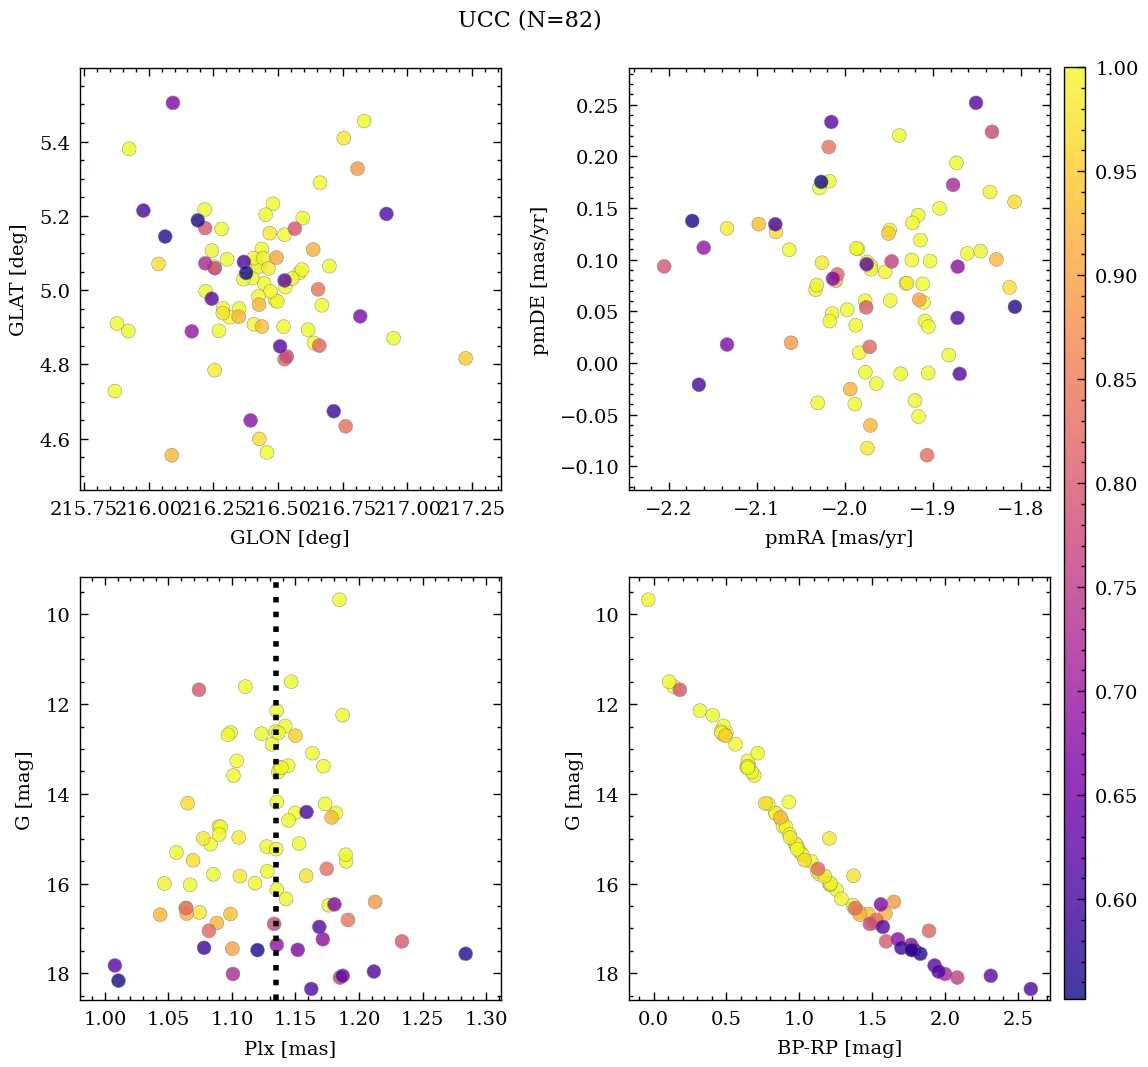 UCC (N=82)
5.4
5.2
5.0
4.8
4.6
GLAT [deg]
215.75 216.00 216.25 216.50 216.75 217.00 217.25
GLON [deg]
0.25
0.20
0.15
0.10
0.05
0.00
−0.05
−0.10
pmDE [mas/yr]
−2.2 −2.1 −2.0 −1.9 −1.8
pmRA [mas/yr]
10
12
14
16
18
G [mag]
1.00 1.05 1.10 1.15 1.20 1.25 1.30
Plx [mas]
10
12
14
16
18
G [mag]
0.0 0.5 1.0 1.5 2.0 2.5
BP-RP [mag]
1.00
0.95
0.90
0.85
0.80
0.75
0.70
0.65
0.60